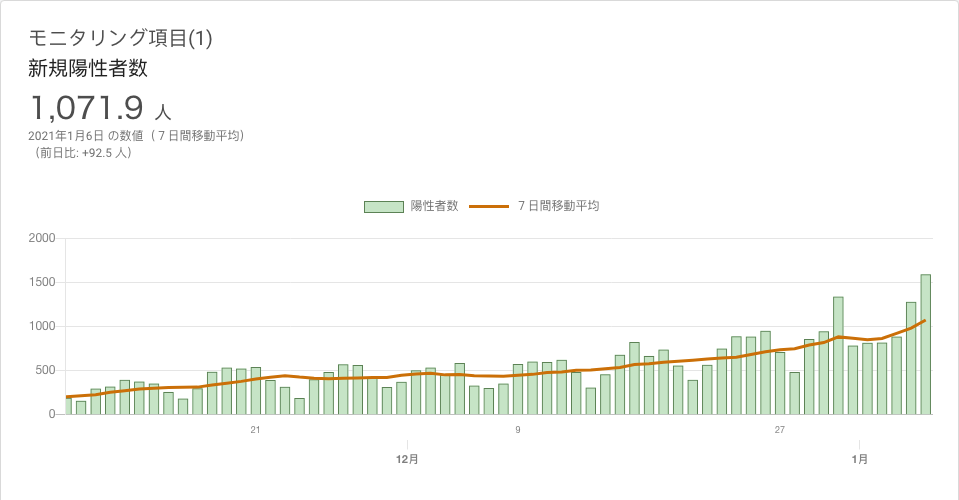 モニタリング項目(1)
新規陽性者数
1,071.9 人
2021年1月6日 の数値（７日間移動平均）
（前日比: +92.5 人）
陽性者数 ７日間移動平均
2000
1500
1000
500
0
21 9 27
12月 1月